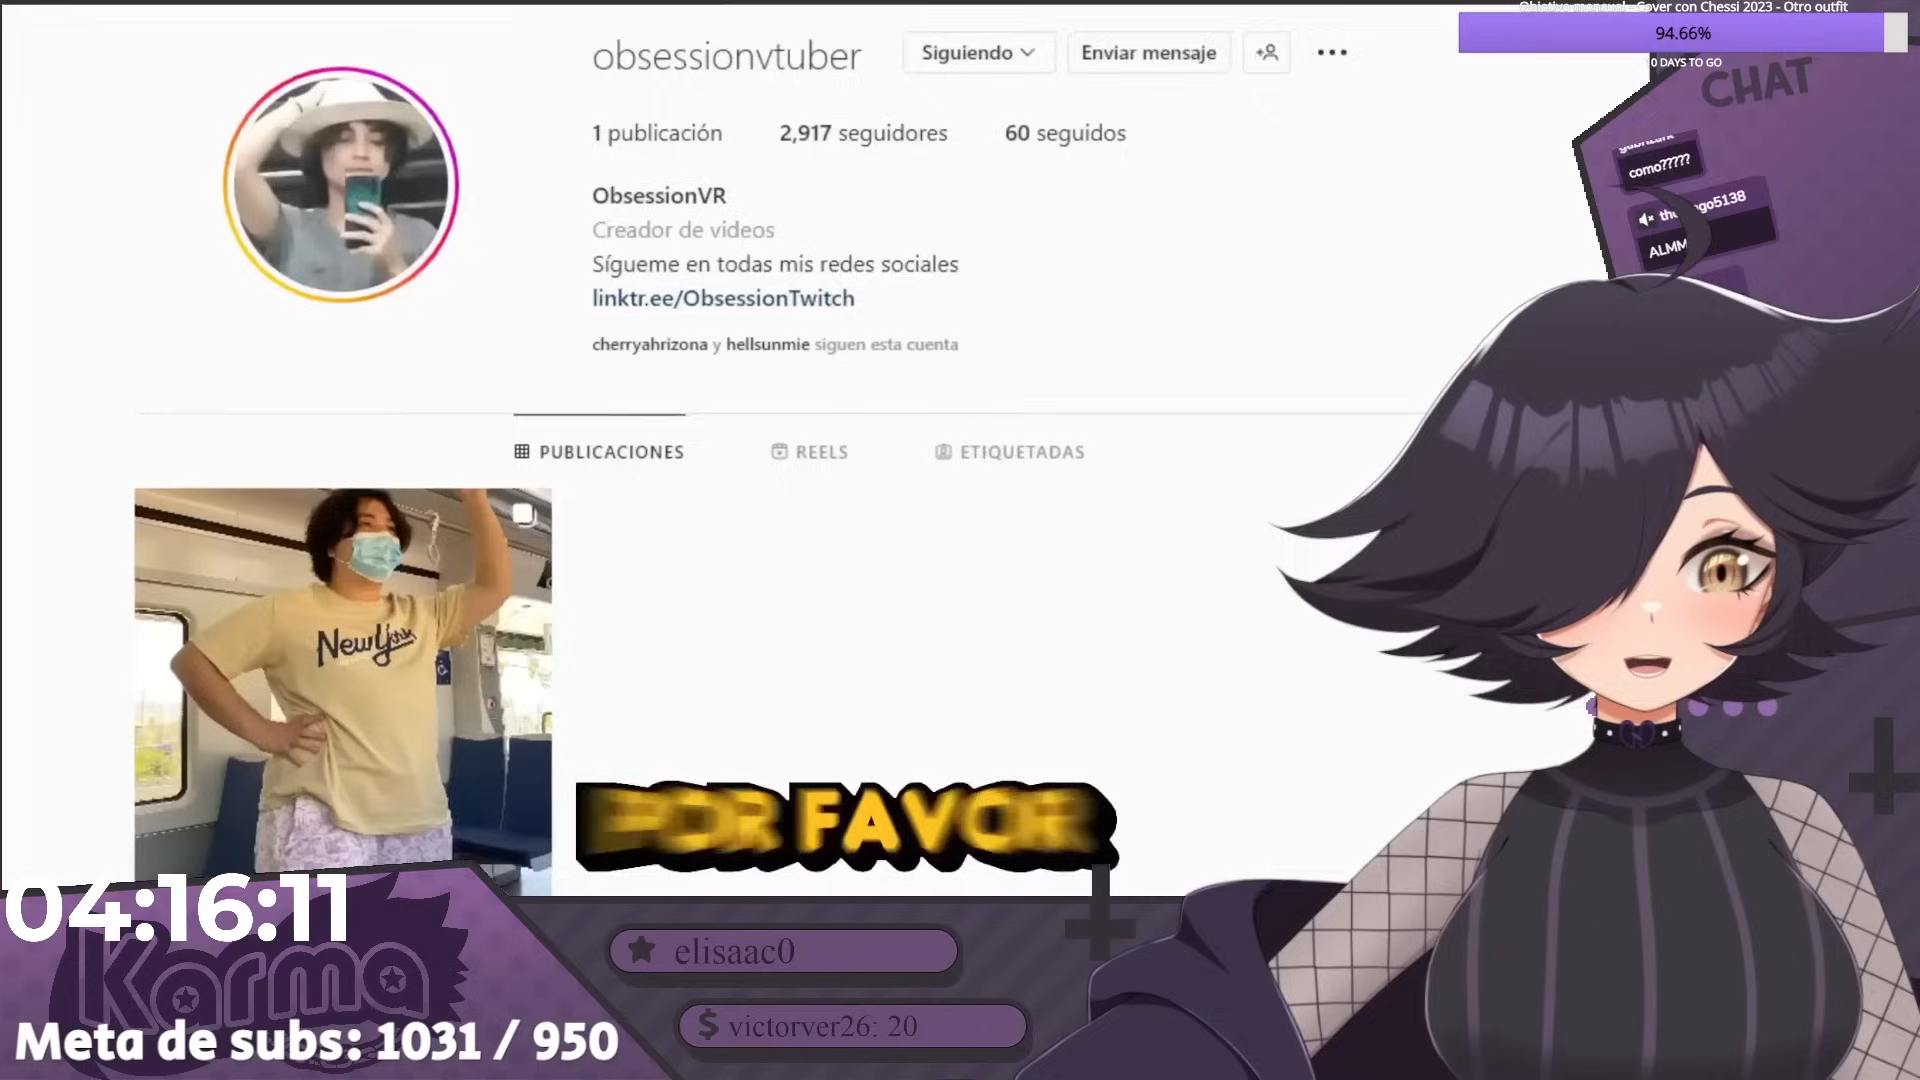 Cover con Chessi 2023 - Otro outfit
94.66%
0 DAYS TO GO
CHAT
como?????
ALMM
obsessionvtuber
Siguiendo
Enviar mensaje
1 publicación
2,917 seguidores
60 seguidos
ObsessionVR
Creador de videos
Sígueme en todas mis redes sociales
linktr.ee/ObsessionTwitch
cherryahrizona y hellsunmie siguen esta cuenta
PUBLICACIONES
REELS
ETIQUETADAS
New York
POR FAVOR
04:16:11
Karma
Meta de subs: 1031 / 950
elisaac0
$ victorver26: 20